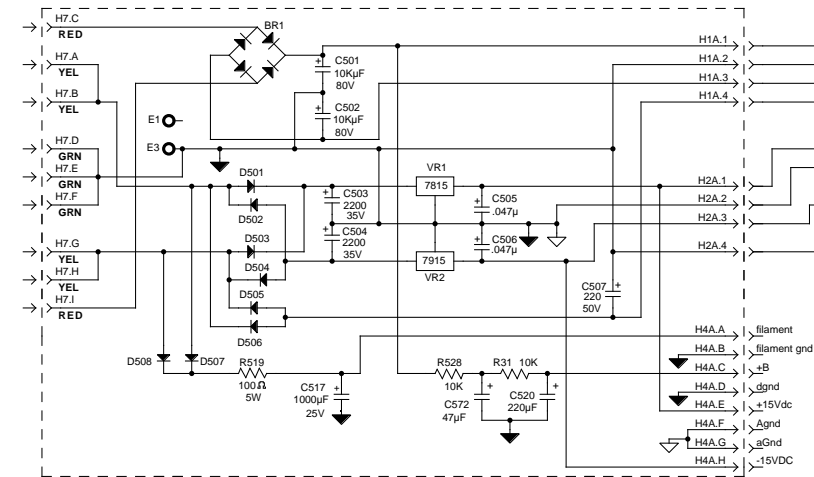 H7.C
RED
H7.A
YEL
H7.B
YEL
H7.D
GRN
H7.E
GRN
H7.F
GRN
H7.G
YEL
H7.H
YEL
H7.I
RED
E1
E3
BR1
+ C501
10KµF
80V
+ C502
10KµF
80V
D501
D502
D503
D504
D505
D506
D508
D507
+ C503
2200
35V
+ C504
2200
35V
VR1
7815
7915
VR2
+ C505
.047µ
+ C506
.047µ
C507 +
220
50V
R519
100Ω
5W
C517 +
1000µF
25V
R528
10K
R31 10K
+
C572
47µF
C520 +
220µF
H1A.1
H1A.2
H1A.3
H1A.4
H2A.1
H2A.2
H2A.3
H2A.4
H4A.A filament
H4A.B filament gnd
H4A.C +B
H4A.D dgnd
H4A.E +15Vdc
H4A.F Agnd
H4A.G aGnd
H4A.H -15VDC